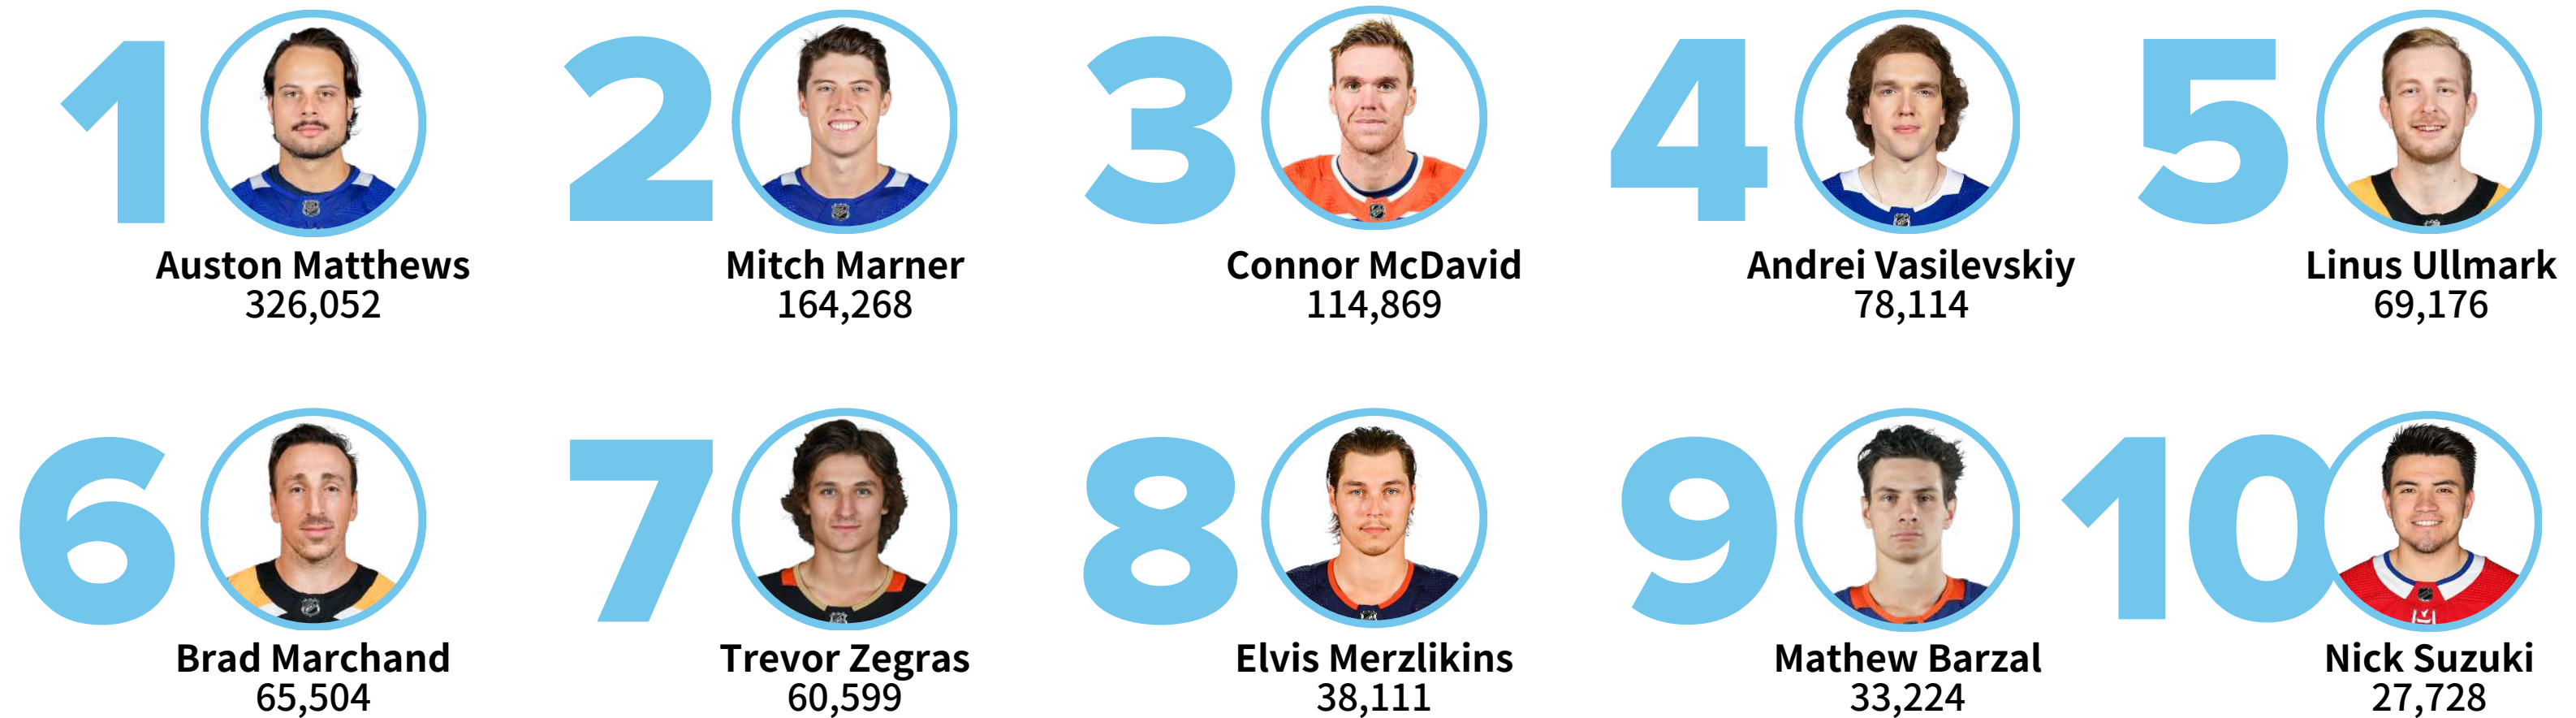 1
Auston Matthews
326,052
2
Mitch Marner
164,268
3
Connor McDavid
114,869
4
Andrei Vasilevskiy
78,114
5
Linus Ullmark
69,176
6
Brad Marchand
65,504
7
Trevor Zegras
60,599
8
Elvis Merzlikins
38,111
9
Mathew Barzal
33,224
10
Nick Suzuki
27,728